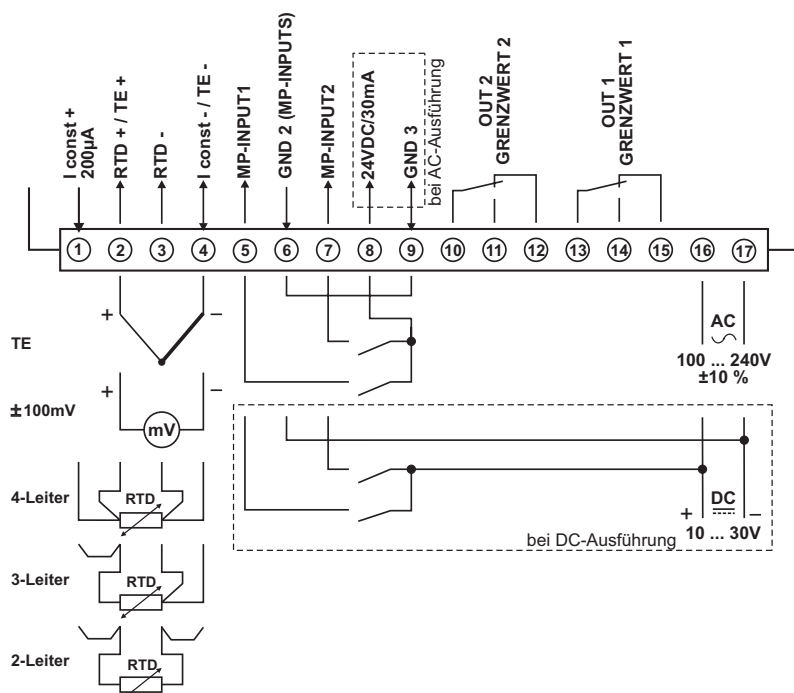 I const +
200µA
RTD + / TE +
RTD -
I const - / TE -
MP-INPUT1
GND 2 (MP-INPUTS)
MP-INPUT2
24VDC/30mA
GND 3
bei AC-Ausführung
OUT 2
GRENZWERT 2
OUT 1
GRENZWERT 1
1 2 3 4 5 6 7 8 9 10 11 12 13 14 15 16 17
+ −
TE
AC
100 ... 240V
±10 %
+ −
±100mV
mV
4-Leiter
RTD
+ DC −
10 ... 30V
bei DC-Ausführung
3-Leiter
RTD
2-Leiter
RTD